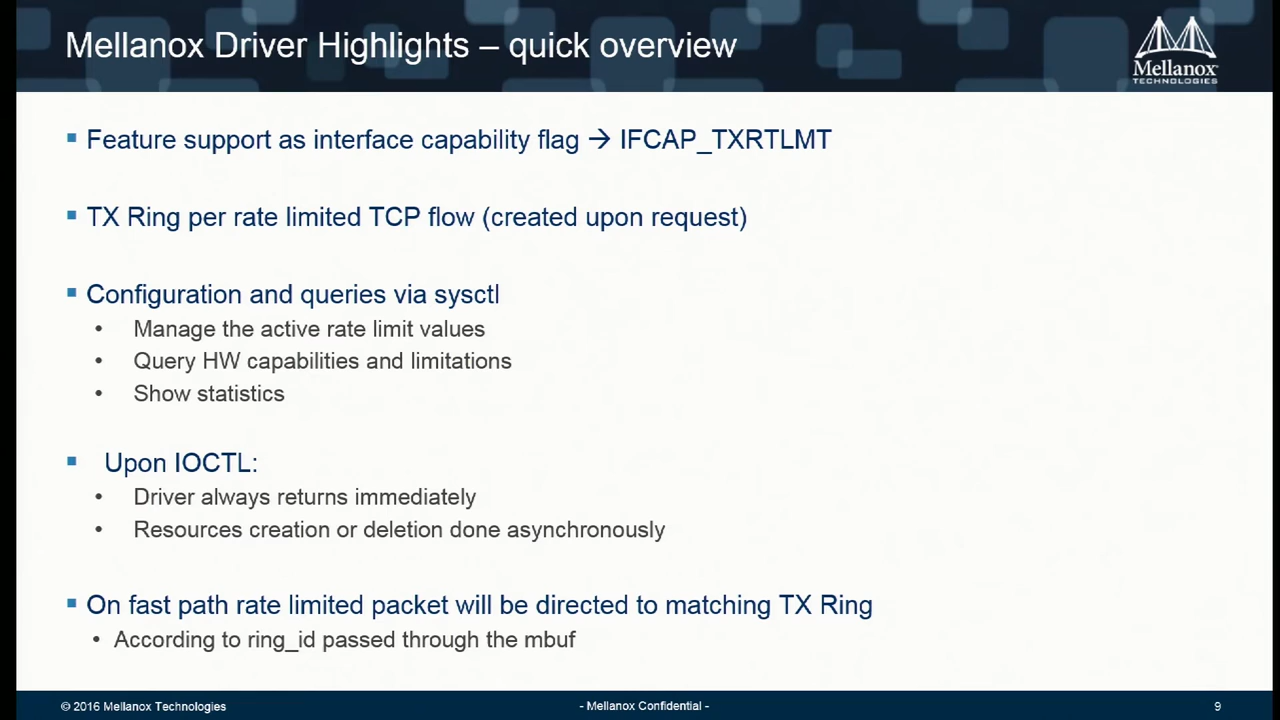 Mellanox Driver Highlights – quick overview
Mellanox
TECHNOLOGIES
▪ Feature support as interface capability flag → IFCAP_TXRTLMT
▪ TX Ring per rate limited TCP flow (created upon request)
▪ Configuration and queries via sysctl
• Manage the active rate limit values
• Query HW capabilities and limitations
• Show statistics
▪ Upon IOCTL:
• Driver always returns immediately
• Resources creation or deletion done asynchronously
▪ On fast path rate limited packet will be directed to matching TX Ring
• According to ring_id passed through the mbuf
© 2016 Mellanox Technologies
- Mellanox Confidential -
9